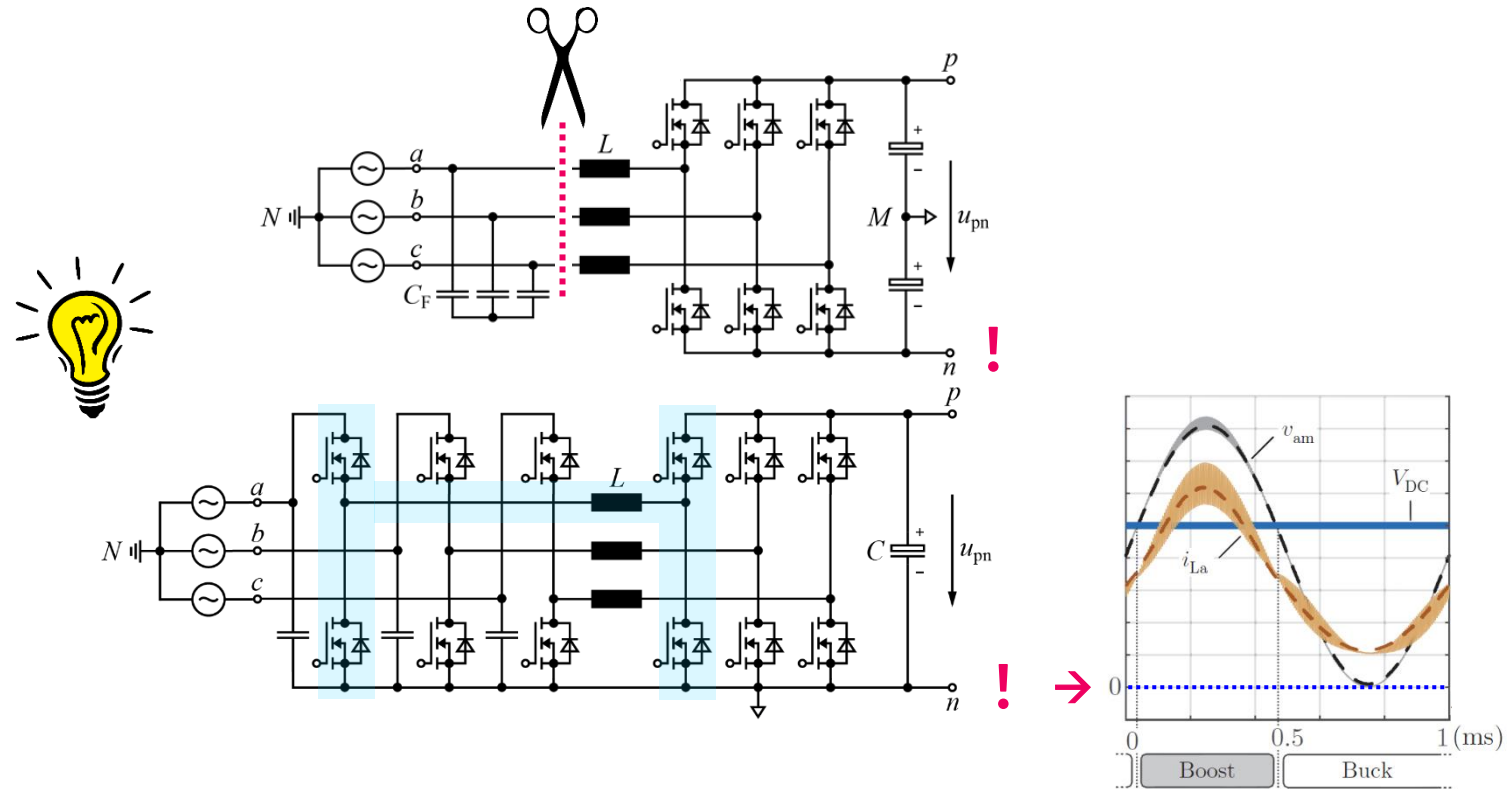 p
L
a
+
−
b
N
M
u_pn
c
+
C_F
−
n
!
p
v_am
L
a
V_DC
+
b
N
C
u_pn
−
i_La
c
!
→
0
n
0
0.5
1 (ms)
Boost
Buck